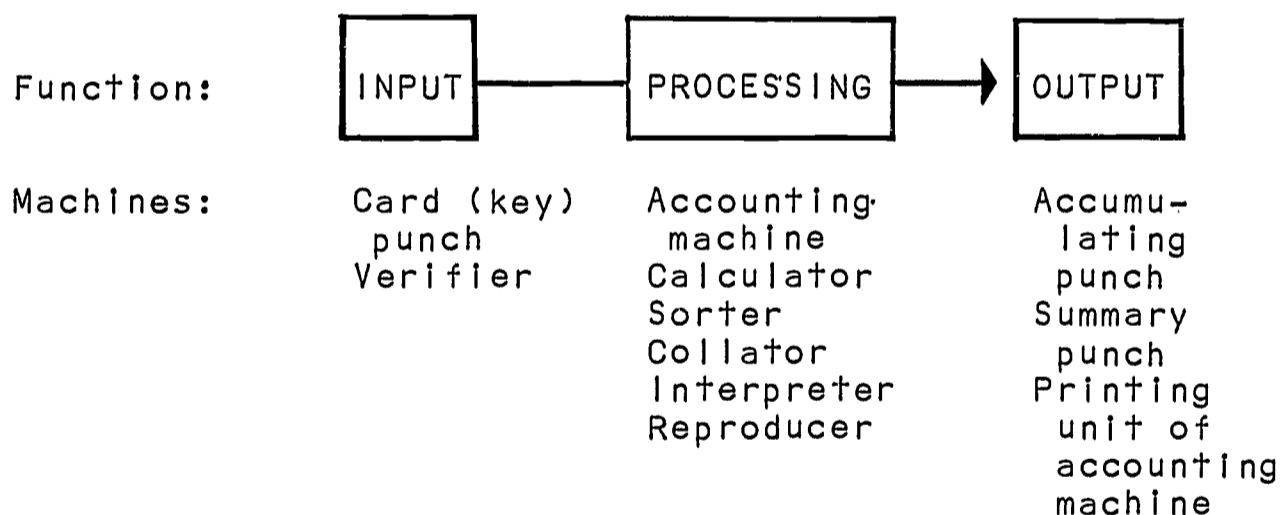 Function: INPUT PROCESSING OUTPUT
Machines: Card (key) Accounting Accumu-
punch machine lating
Verifier Calculator punch
Sorter Summary
Collator punch
Interpreter Printing
Reproducer unit of
accounting
machine